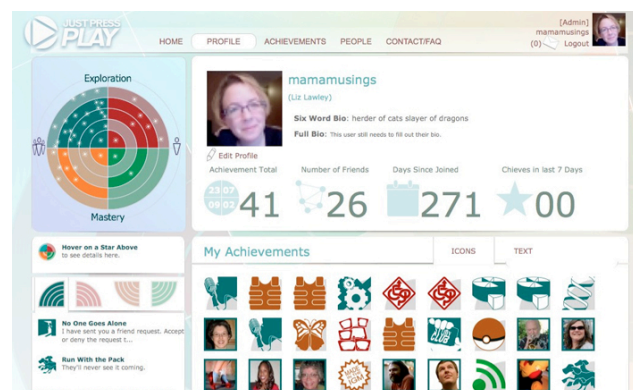 JUST PRESS
PLAY
HOME PROFILE ACHIEVEMENTS PEOPLE CONTACT/FAQ
[Admin]
mamamusings
(0) Logout
Exploration
Mastery
mamamusings
(Liz Lawley)
Six Word Bio: herder of cats slayer of dragons
Full Bio: This user still needs to fill out their bio.
Edit Profile
Achievement Total Number of Friends Days Since Joined Chieves in last 7 Days
23 07
09 02
41 26 271 00
Hover on a Star Above
to see details here.
No One Goes Alone
I have sent you a friend request. Accept
or deny the request t...
Run With the Pack
They'll never see it coming.
My Achievements ICONS TEXT